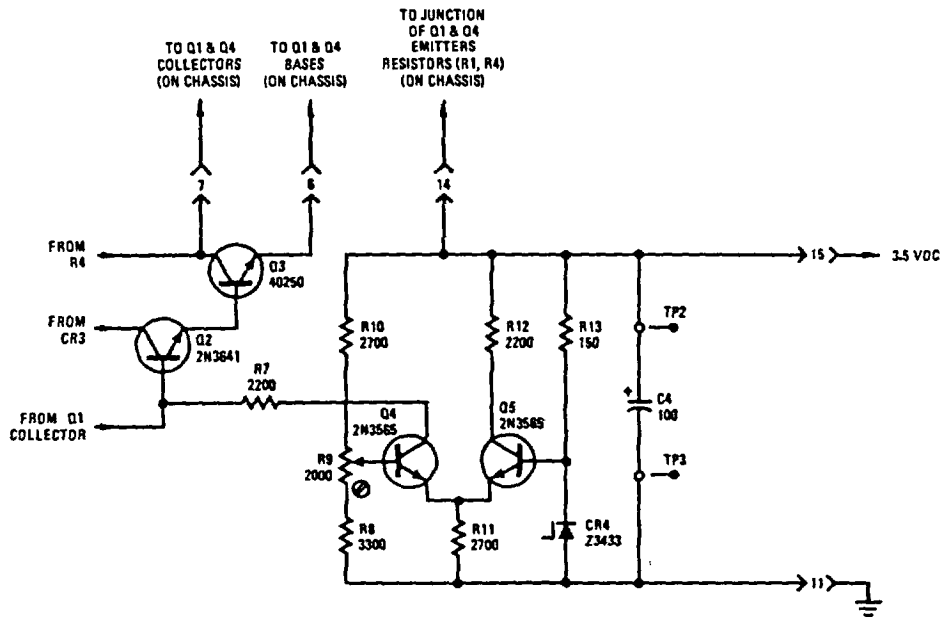 TO JUNCTION
OF Q1 & Q4
EMITTERS
RESISTORS (R1, R4)
(ON CHASSIS)
TO Q1 & Q4
COLLECTORS
(ON CHASSIS)
TO Q1 & Q4
BASES
(ON CHASSIS)
7
6
14
FROM
R4
Q3
40250
15
3.5 VDC
FROM
CR3
Q2
2N3641
R10
2700
R12
2200
R13
150
TP2
R7
2200
C4
100
+
FROM Q1
COLLECTOR
Q4
2N3565
Q5
2N3565
R9
2000
TP3
R8
3300
R11
2700
CR4
Z3433
11